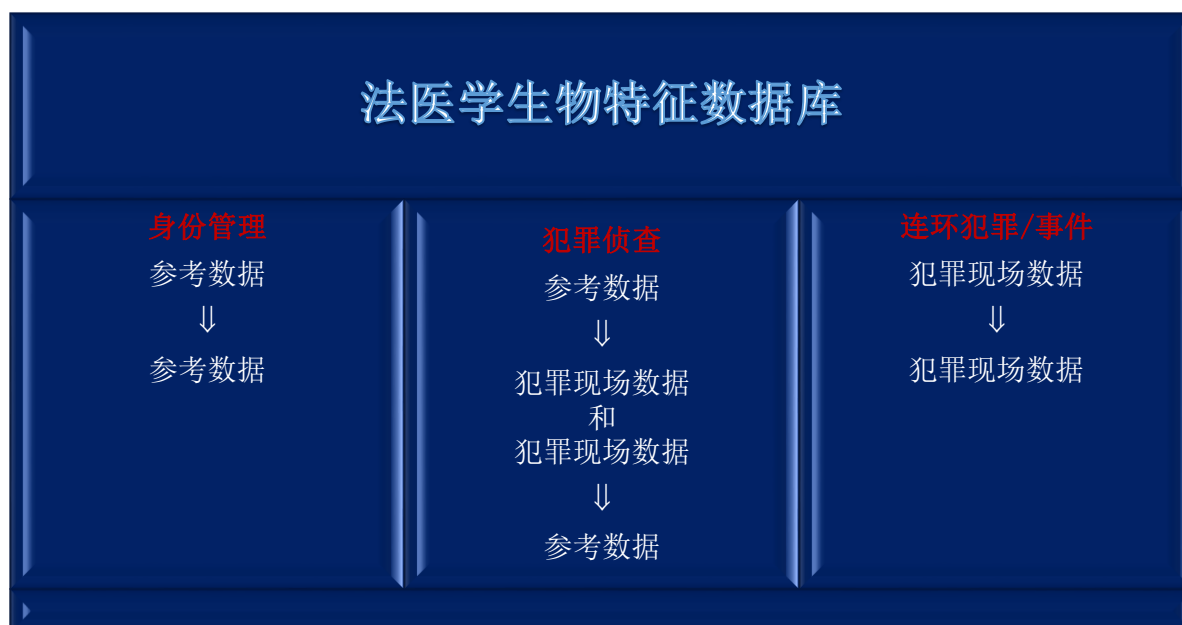 法医学生物特征数据库
身份管理
参考数据
⇓
参考数据
犯罪侦查
参考数据
⇓
犯罪现场数据
和
犯罪现场数据
⇓
参考数据
连环犯罪/事件
犯罪现场数据
⇓
犯罪现场数据